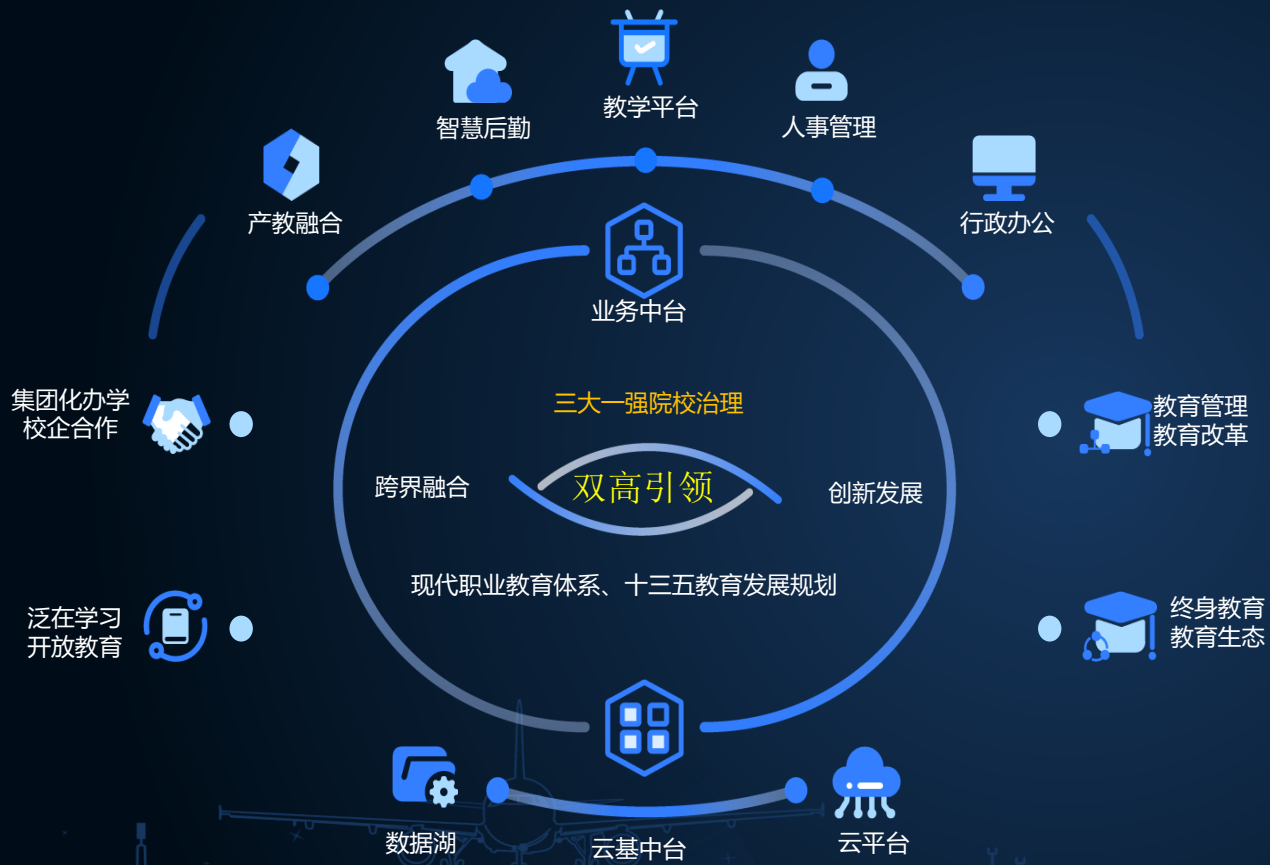 教学平台
智慧后勤
人事管理
产教融合
行政办公
业务中台
集团化办学
校企合作
三大一强院校治理
教育管理
教育改革
跨界融合
双高引领
创新发展
现代职业教育体系、十三五教育发展规划
泛在学习
开放教育
终身教育
教育生态
数据湖
云基中台
云平台